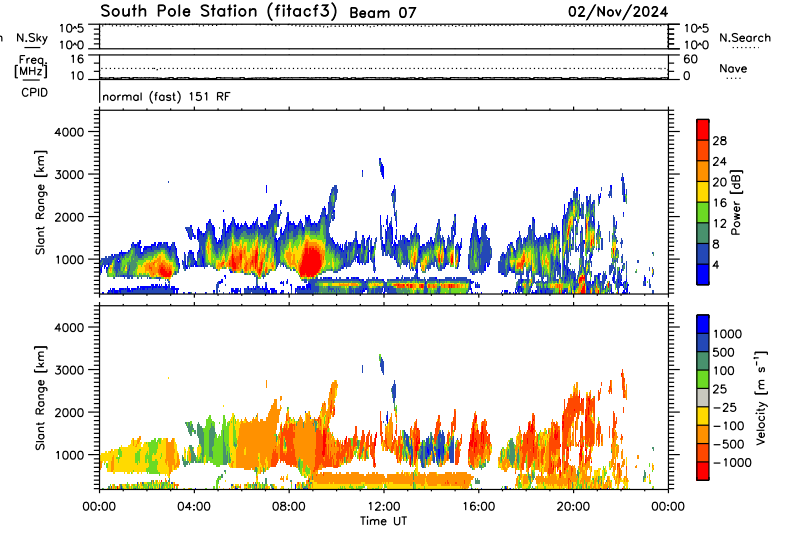 South Pole Station (fitacf3) Beam 07 02/Nov/2024
n N.Sky 10^5 10^0 10^5 10^0 N.Search
Freq. [MHz] 16 10 60 0 Nave
CPID normal (fast) 151 RF
Slant Range [km]
4000
3000
2000
1000
28
24
20
16
12
8
4
Power [dB]
Slant Range [km]
4000
3000
2000
1000
1000
500
100
25
-25
-100
-500
-1000
Velocity [m s⁻¹]
00:00 04:00 08:00 12:00 16:00 20:00 00:00
Time UT